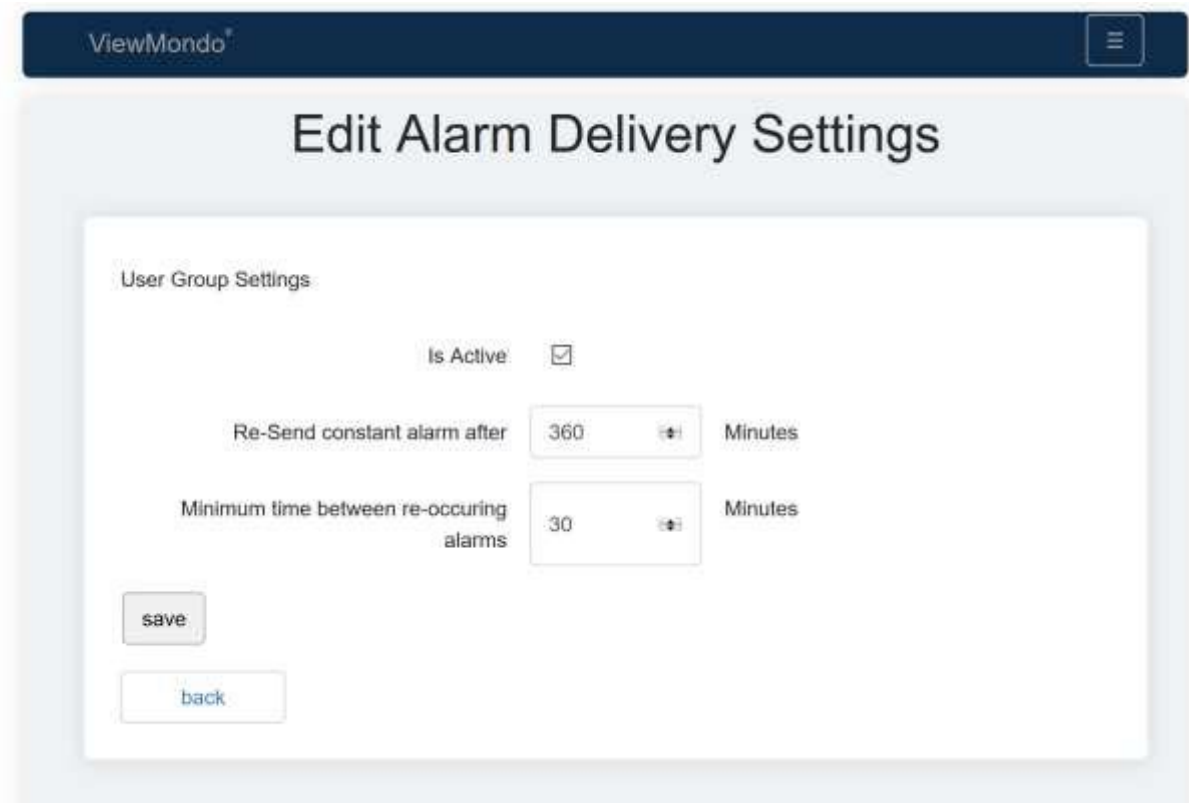 ViewMondo®
Edit Alarm Delivery Settings
User Group Settings
Is Active
Re-Send constant alarm after 360 Minutes
Minimum time between re-occuring 30 Minutes
alarms
save
back